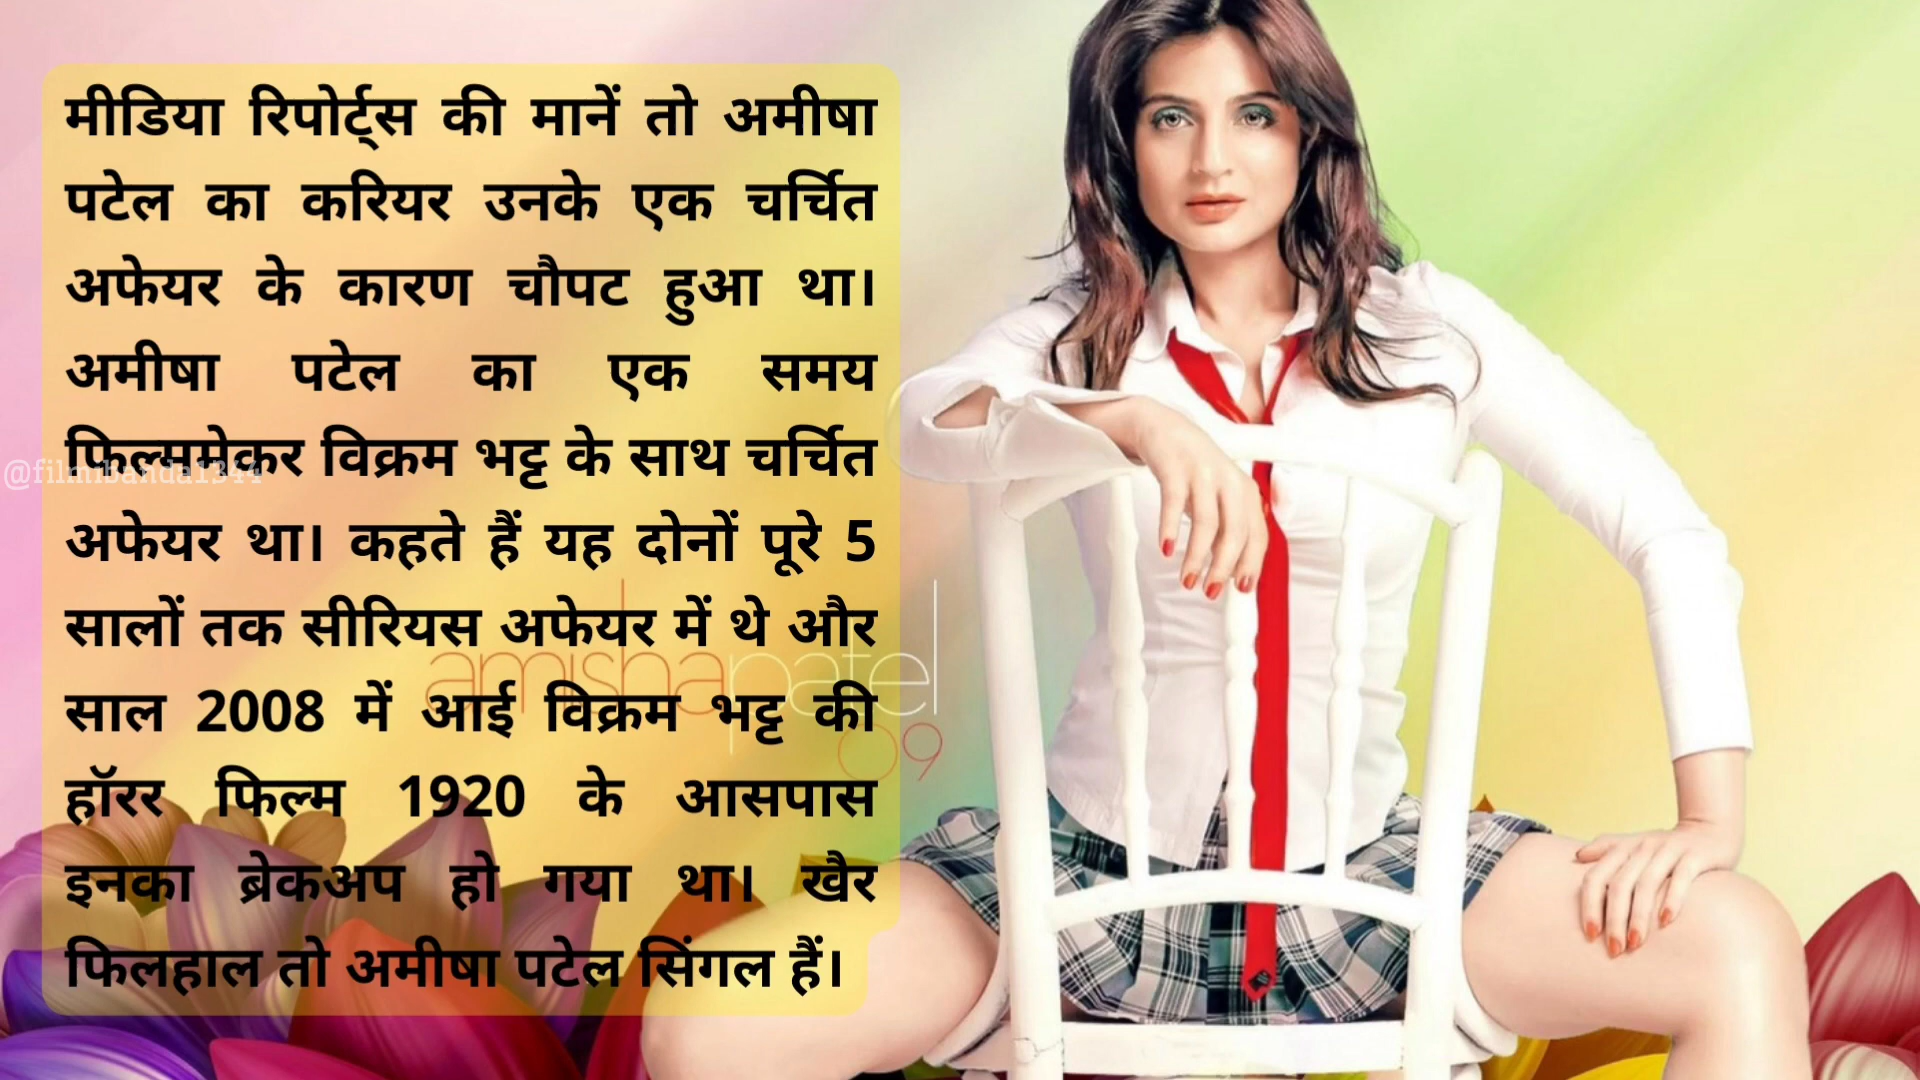 मीडिया रिपोर्ट्स की मानें तो अमीषा
पटेल का करियर उनके एक चर्चित
अफेयर के कारण चौपट हुआ था।
अमीषा पटेल का एक समय
फिल्ममेकर विक्रम भट्ट के साथ चर्चित
@filmibanda1344
अफेयर था। कहते हैं यह दोनों पूरे 5
सालों तक सीरियस अफेयर में थे और
amishapatel
साल 2008 में आई विक्रम भट्ट की
09
हॉरर फिल्म 1920 के आसपास
इनका ब्रेकअप हो गया था। खैर
फिलहाल तो अमीषा पटेल सिंगल हैं।